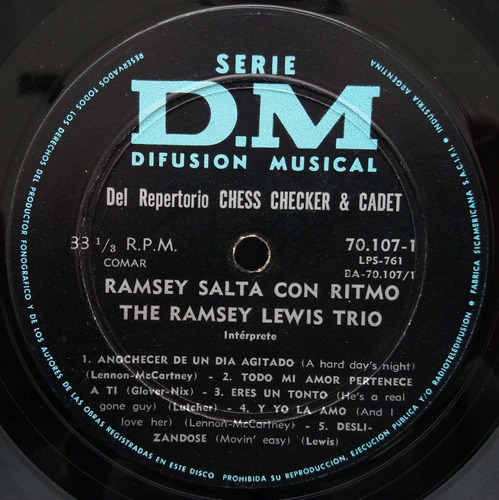 SERIE
D.M
DIFUSION MUSICAL
Del Repertorio CHESS CHECKER & CADET
33 1/3 R.P.M.
COMAR
70.107-1
LPS-761
BA-70.107/1
RAMSEY SALTA CON RITMO
THE RAMSEY LEWIS TRIO
Intérprete
1. ANOCHECER DE UN DIA AGITADO (A hard day's night)
(Lennon-McCartney) - 2. TODO MI AMOR PERTENECE
A TI (Glover-Nix) - 3. ERES UN TONTO (He's a real
gone guy) (Lutcher) - 4. Y YO LA AMO (And I
love her) (Lennon-McCartney) - 5. DESLI-
ZANDOSE (Movin' easy) (Lewis)
RESERVADOS TODOS LOS DERECHOS DEL PRODUCTOR FONOGRAFICO Y DE LOS AUTORES DE LAS OBRAS REGISTRADAS EN ESTE DISCO PROHIBIDA SU REPRODUCCION, EJECUCION PUBLICA Y/O RADIOTELEDIFUSION • FABRICA SICAMERICANA S.A.C.I.F.I. • INDUSTRIA ARGENTINA